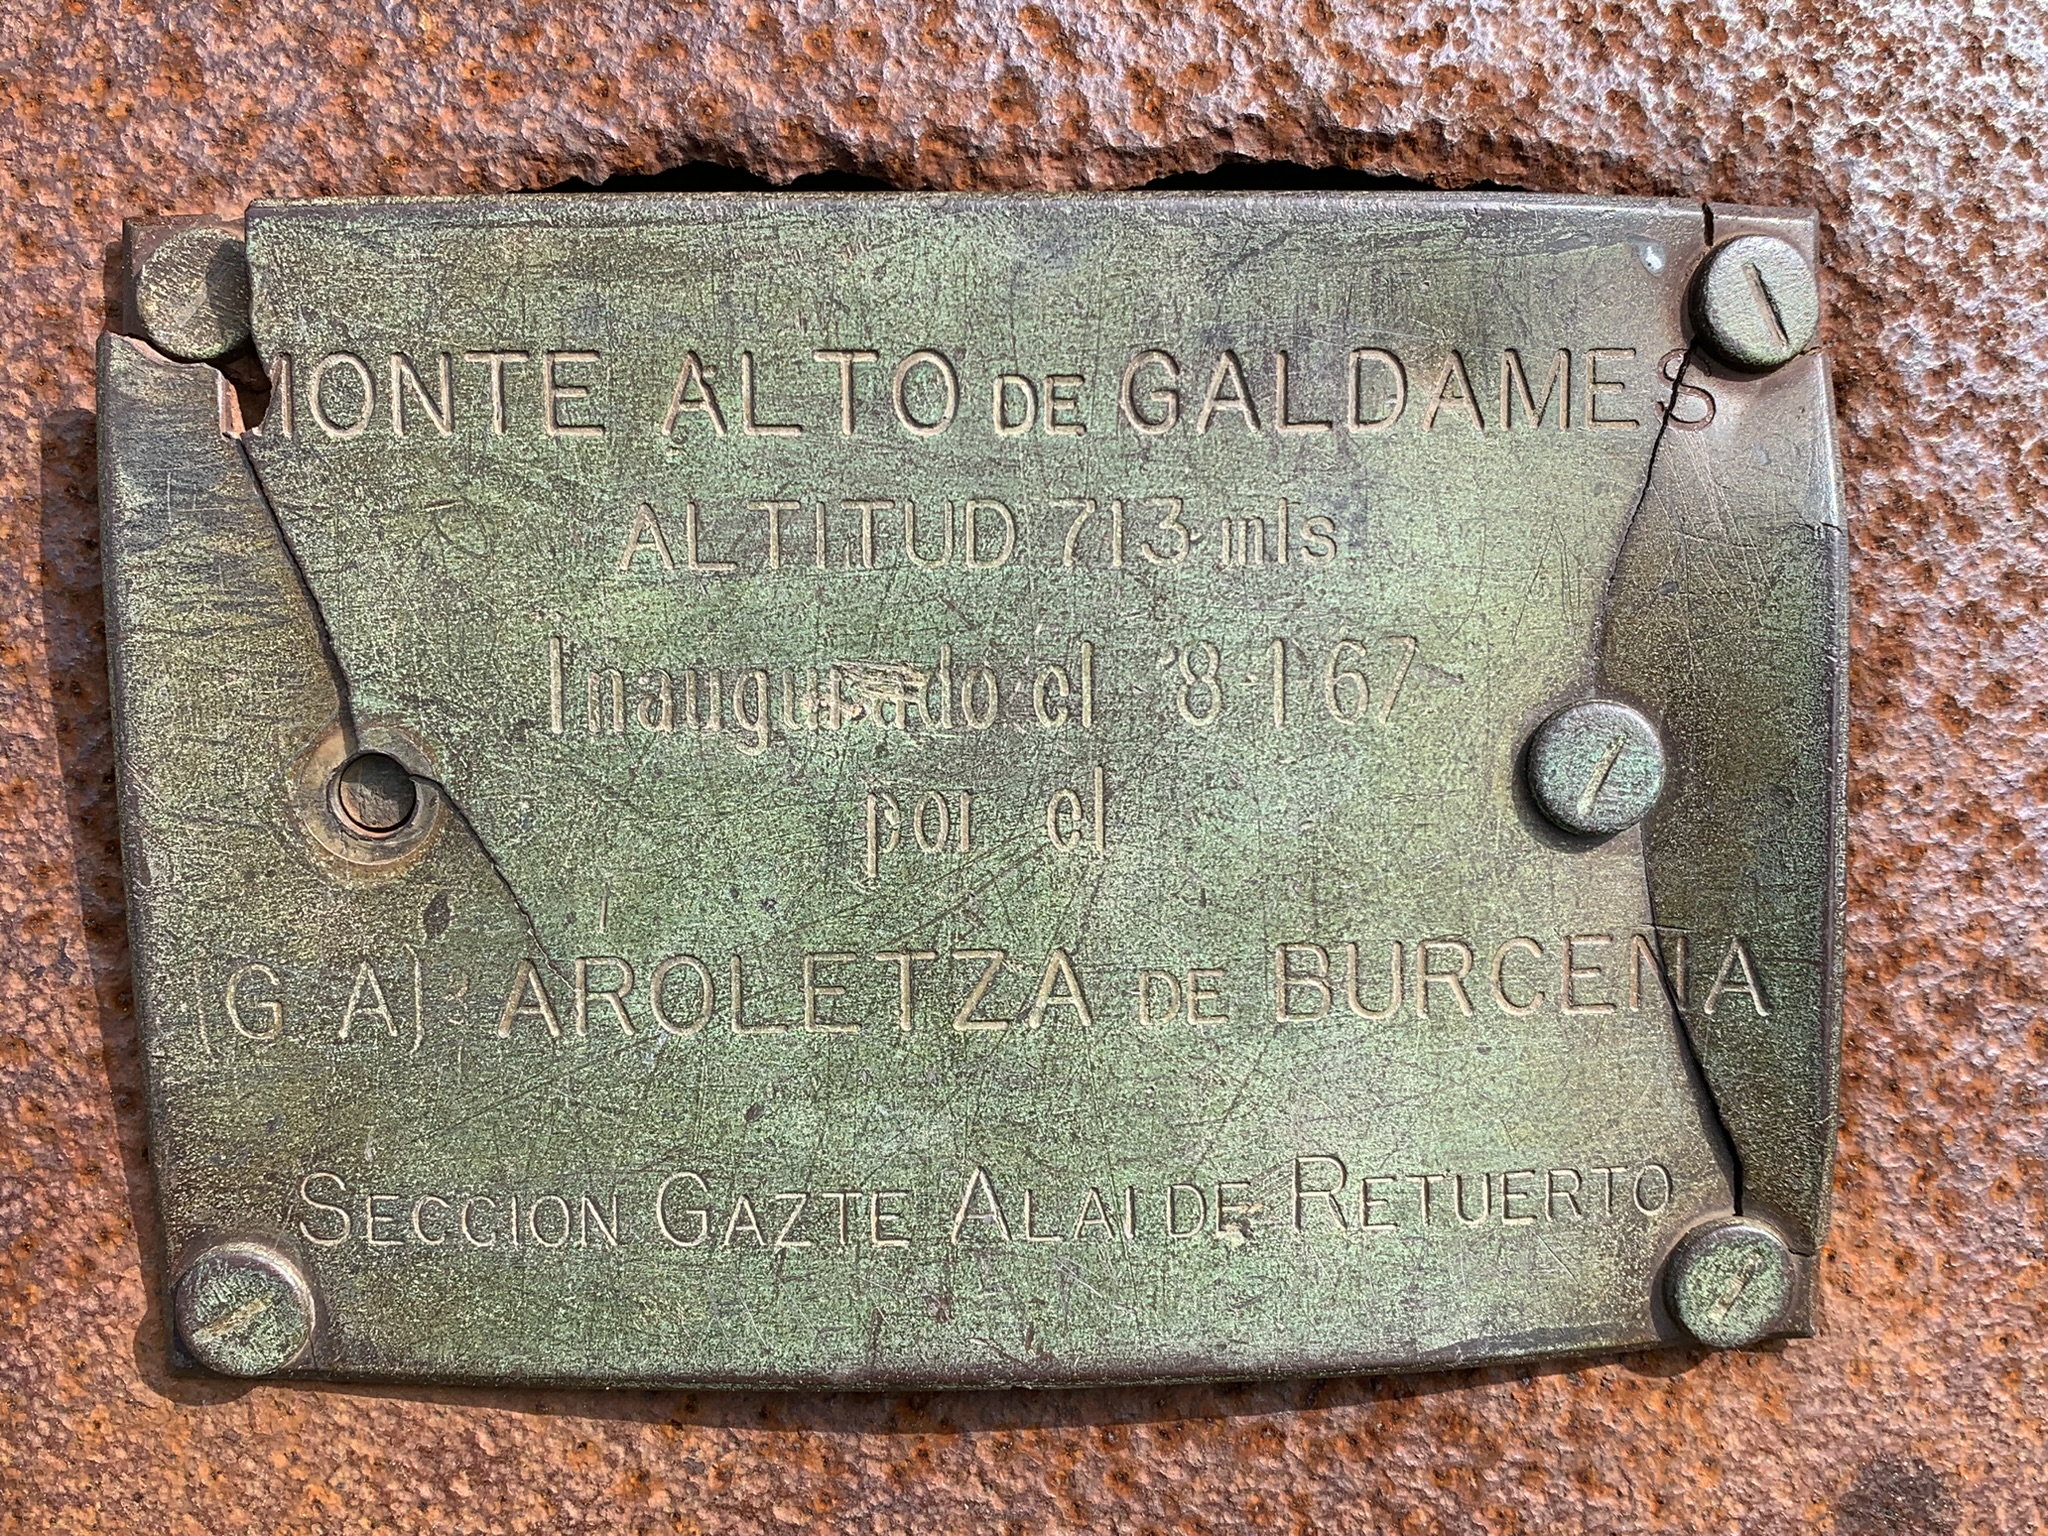 MONTE ALTO DE GALDAMES
ALTITUD 713 mts
Inaugurado el 8-1 67
por el
(G A) AROLETZA DE BURCENA
SECCION GAZTE ALAI DE RETUERTO